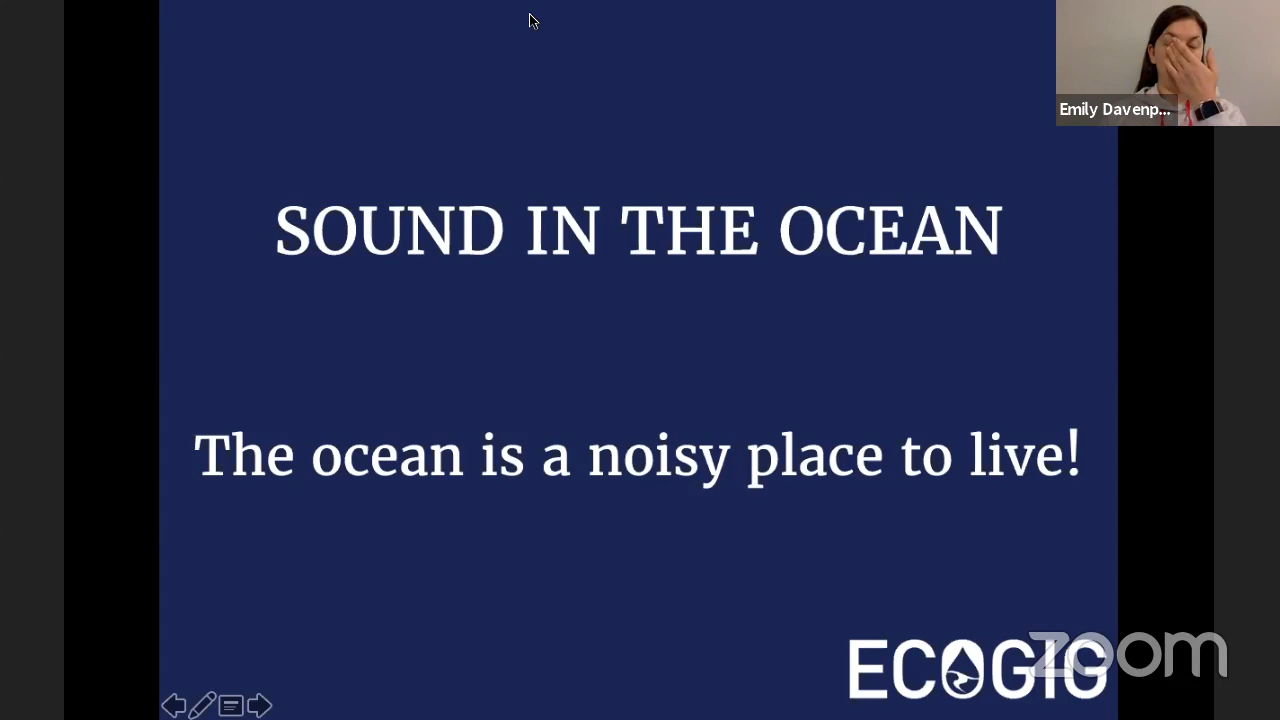 Emily Davenp...
SOUND IN THE OCEAN
The ocean is a noisy place to live!
ECOGIG
zoom